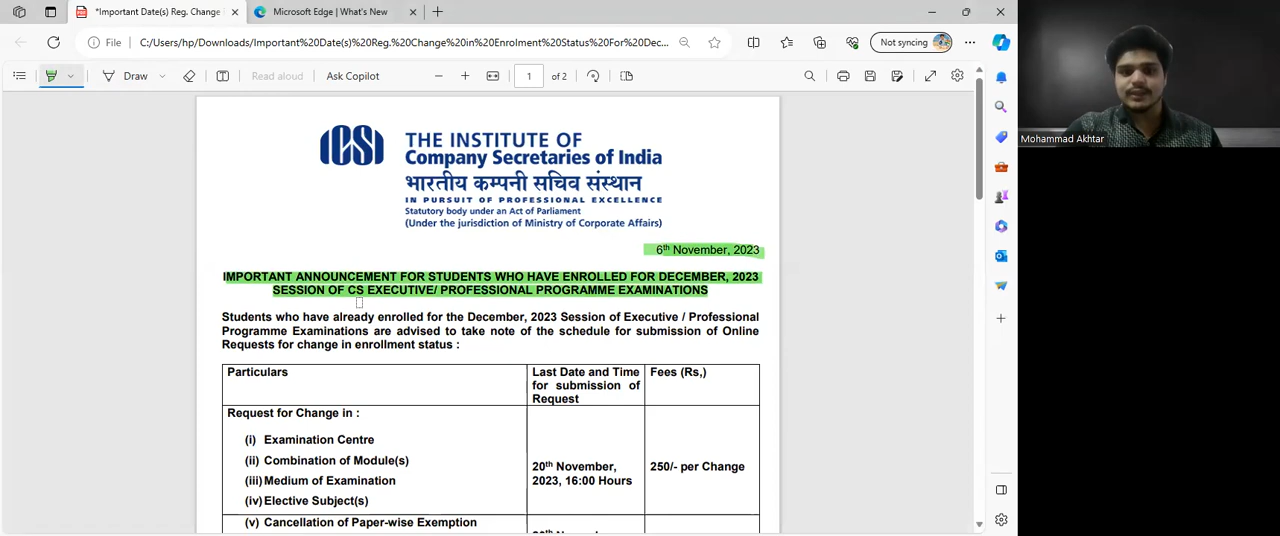 *Important Date(s) Reg. Change
Microsoft Edge | What's New
File
C:/Users/hp/Downloads/Important%20Date(s)%20Reg.%20Change%20in%20Enrolment%20Status%20For%20Dec...
Not syncing
Draw
Read aloud
Ask Copilot
1
of 2
Mohammad Akhtar
ICSI
THE INSTITUTE OF
Company Secretaries of India
भारतीय कम्पनी सचिव संस्थान
IN PURSUIT OF PROFESSIONAL EXCELLENCE
Statutory body under an Act of Parliament
(Under the jurisdiction of Ministry of Corporate Affairs)
6th November, 2023
IMPORTANT ANNOUNCEMENT FOR STUDENTS WHO HAVE ENROLLED FOR DECEMBER, 2023
SESSION OF CS EXECUTIVE/ PROFESSIONAL PROGRAMME EXAMINATIONS
Students who have already enrolled for the December, 2023 Session of Executive / Professional
Programme Examinations are advised to take note of the schedule for submission of Online
Requests for change in enrollment status :
Particulars
Last Date and Time
for submission of
Request
Fees (Rs,)
Request for Change in :
(i) Examination Centre
(ii) Combination of Module(s)
(iii) Medium of Examination
(iv) Elective Subject(s)
20th November,
2023, 16:00 Hours
250/- per Change
(v) Cancellation of Paper-wise Exemption